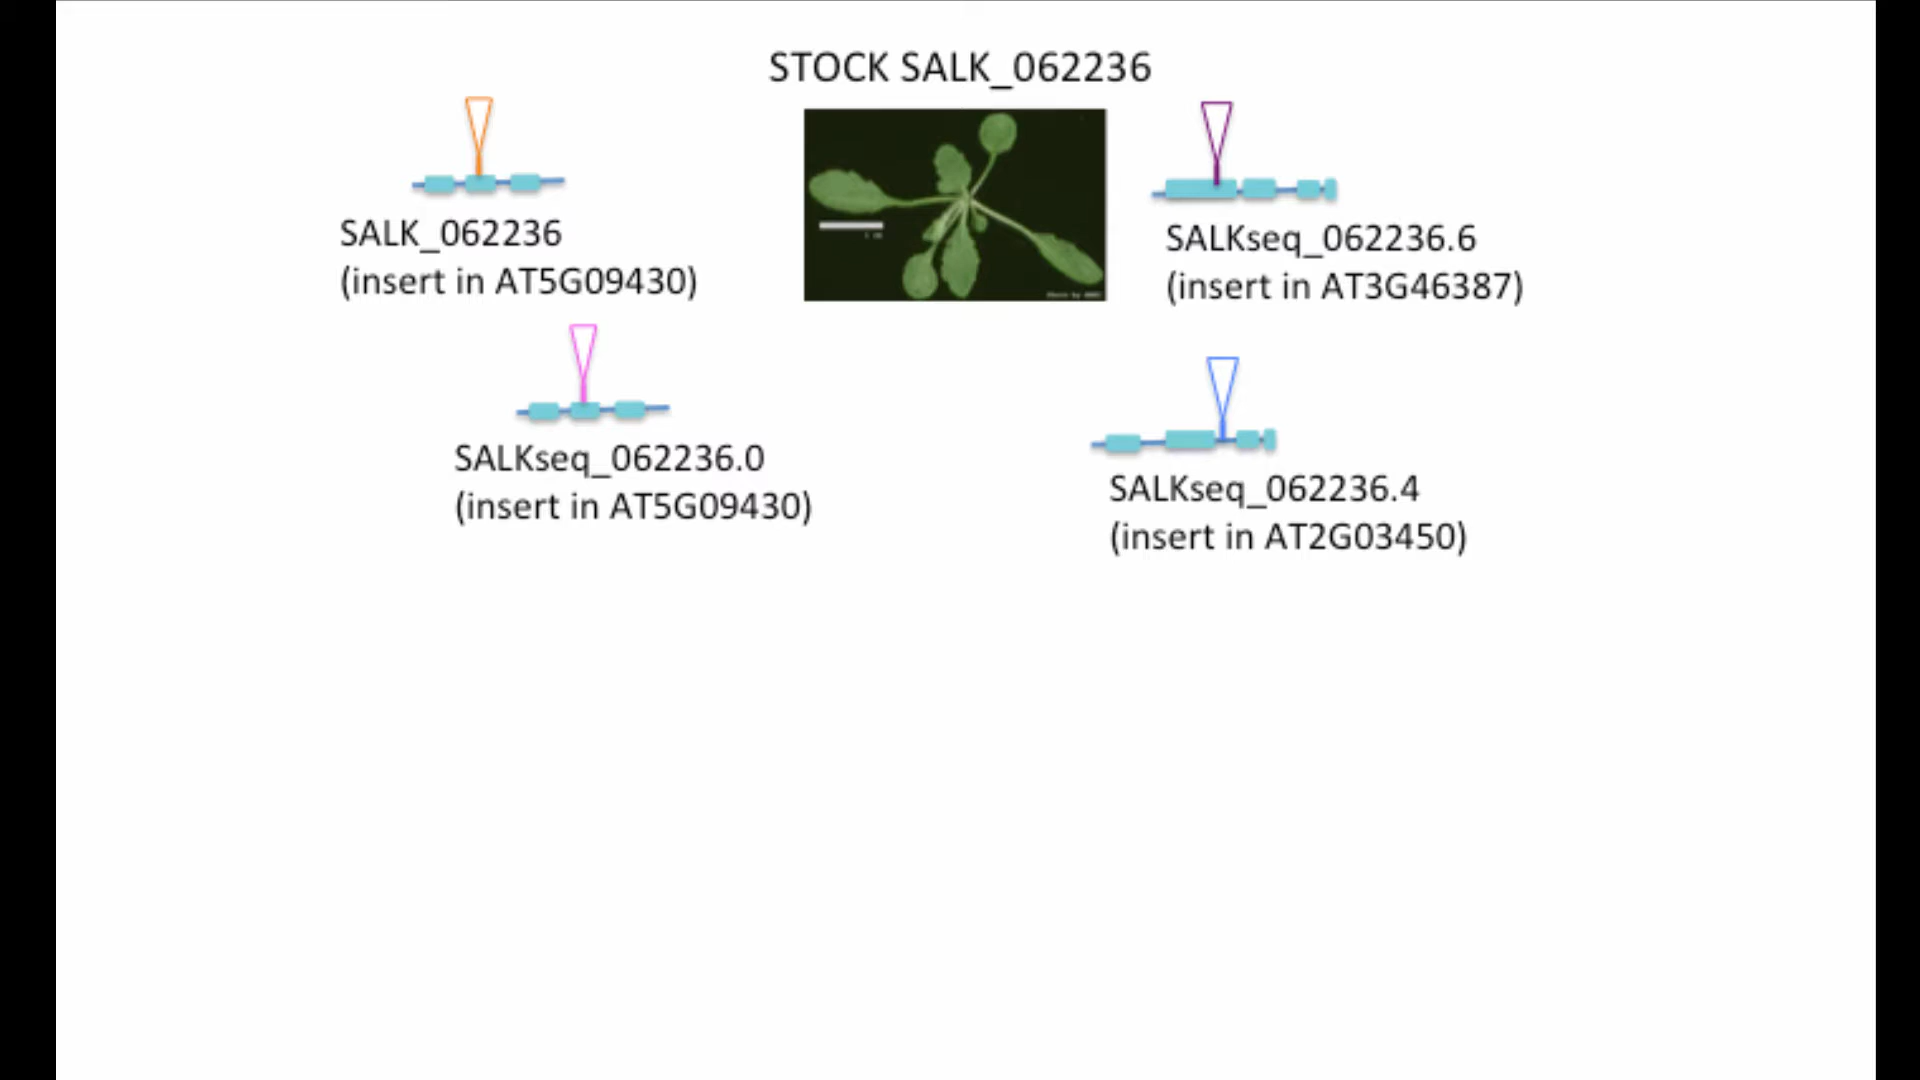 STOCK SALK_062236
SALK_062236
(insert in AT5G09430)
SALKseq_062236.6
(insert in AT3G46387)
SALKseq_062236.0
(insert in AT5G09430)
SALKseq_062236.4
(insert in AT2G03450)